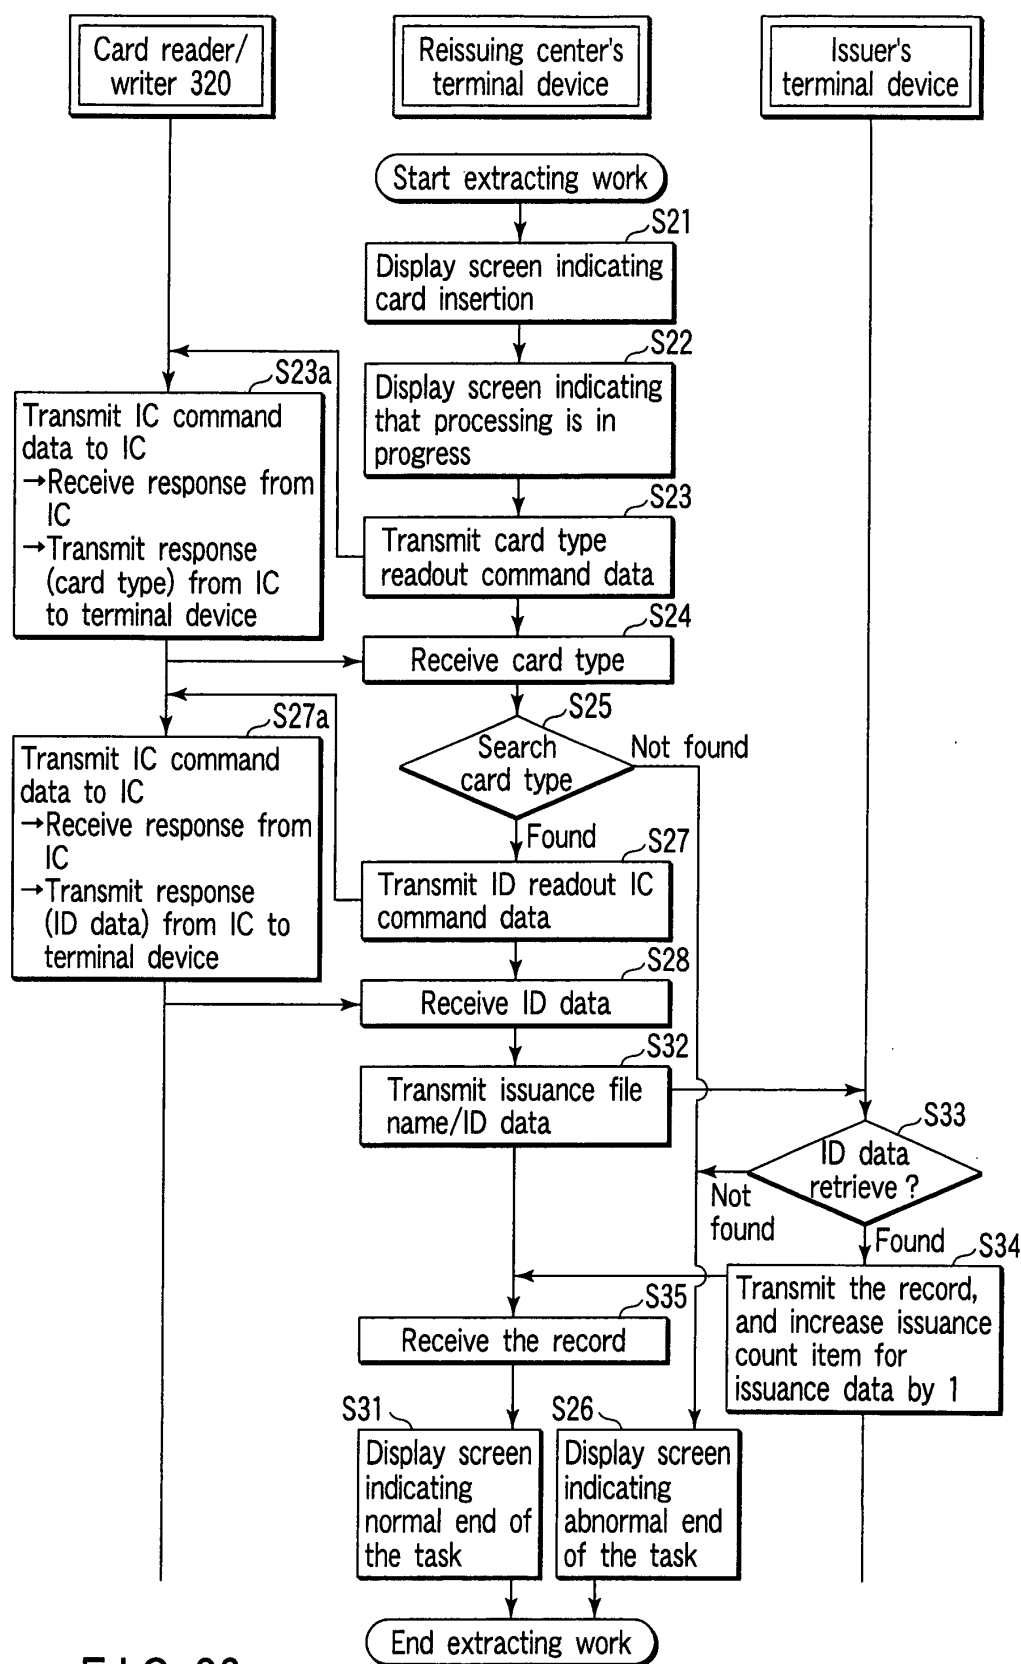 Card reader/
writer 320
Reissuing center's
terminal device
Issuer's
terminal device
Start extracting work
S21
Display screen indicating
card insertion
S22
Display screen indicating
that processing is in
progress
S23a
Transmit IC command
data to IC
→Receive response from
IC
→Transmit response
(card type) from IC
to terminal device
S23
Transmit card type
readout command data
S24
Receive card type
S25
Search
card type
Not found
Found
S27a
Transmit IC command
data to IC
→Receive response from
IC
→Transmit response
(ID data) from IC to
terminal device
S27
Transmit ID readout IC
command data
S28
Receive ID data
S32
Transmit issuance file
name/ID data
S33
ID data
retrieve?
Not
found
Found
S34
Transmit the record,
and increase issuance
count item for
issuance data by 1
S35
Receive the record
S31
Display screen
indicating
normal end of
the task
S26
Display screen
indicating
abnormal end
of the task
End extracting work